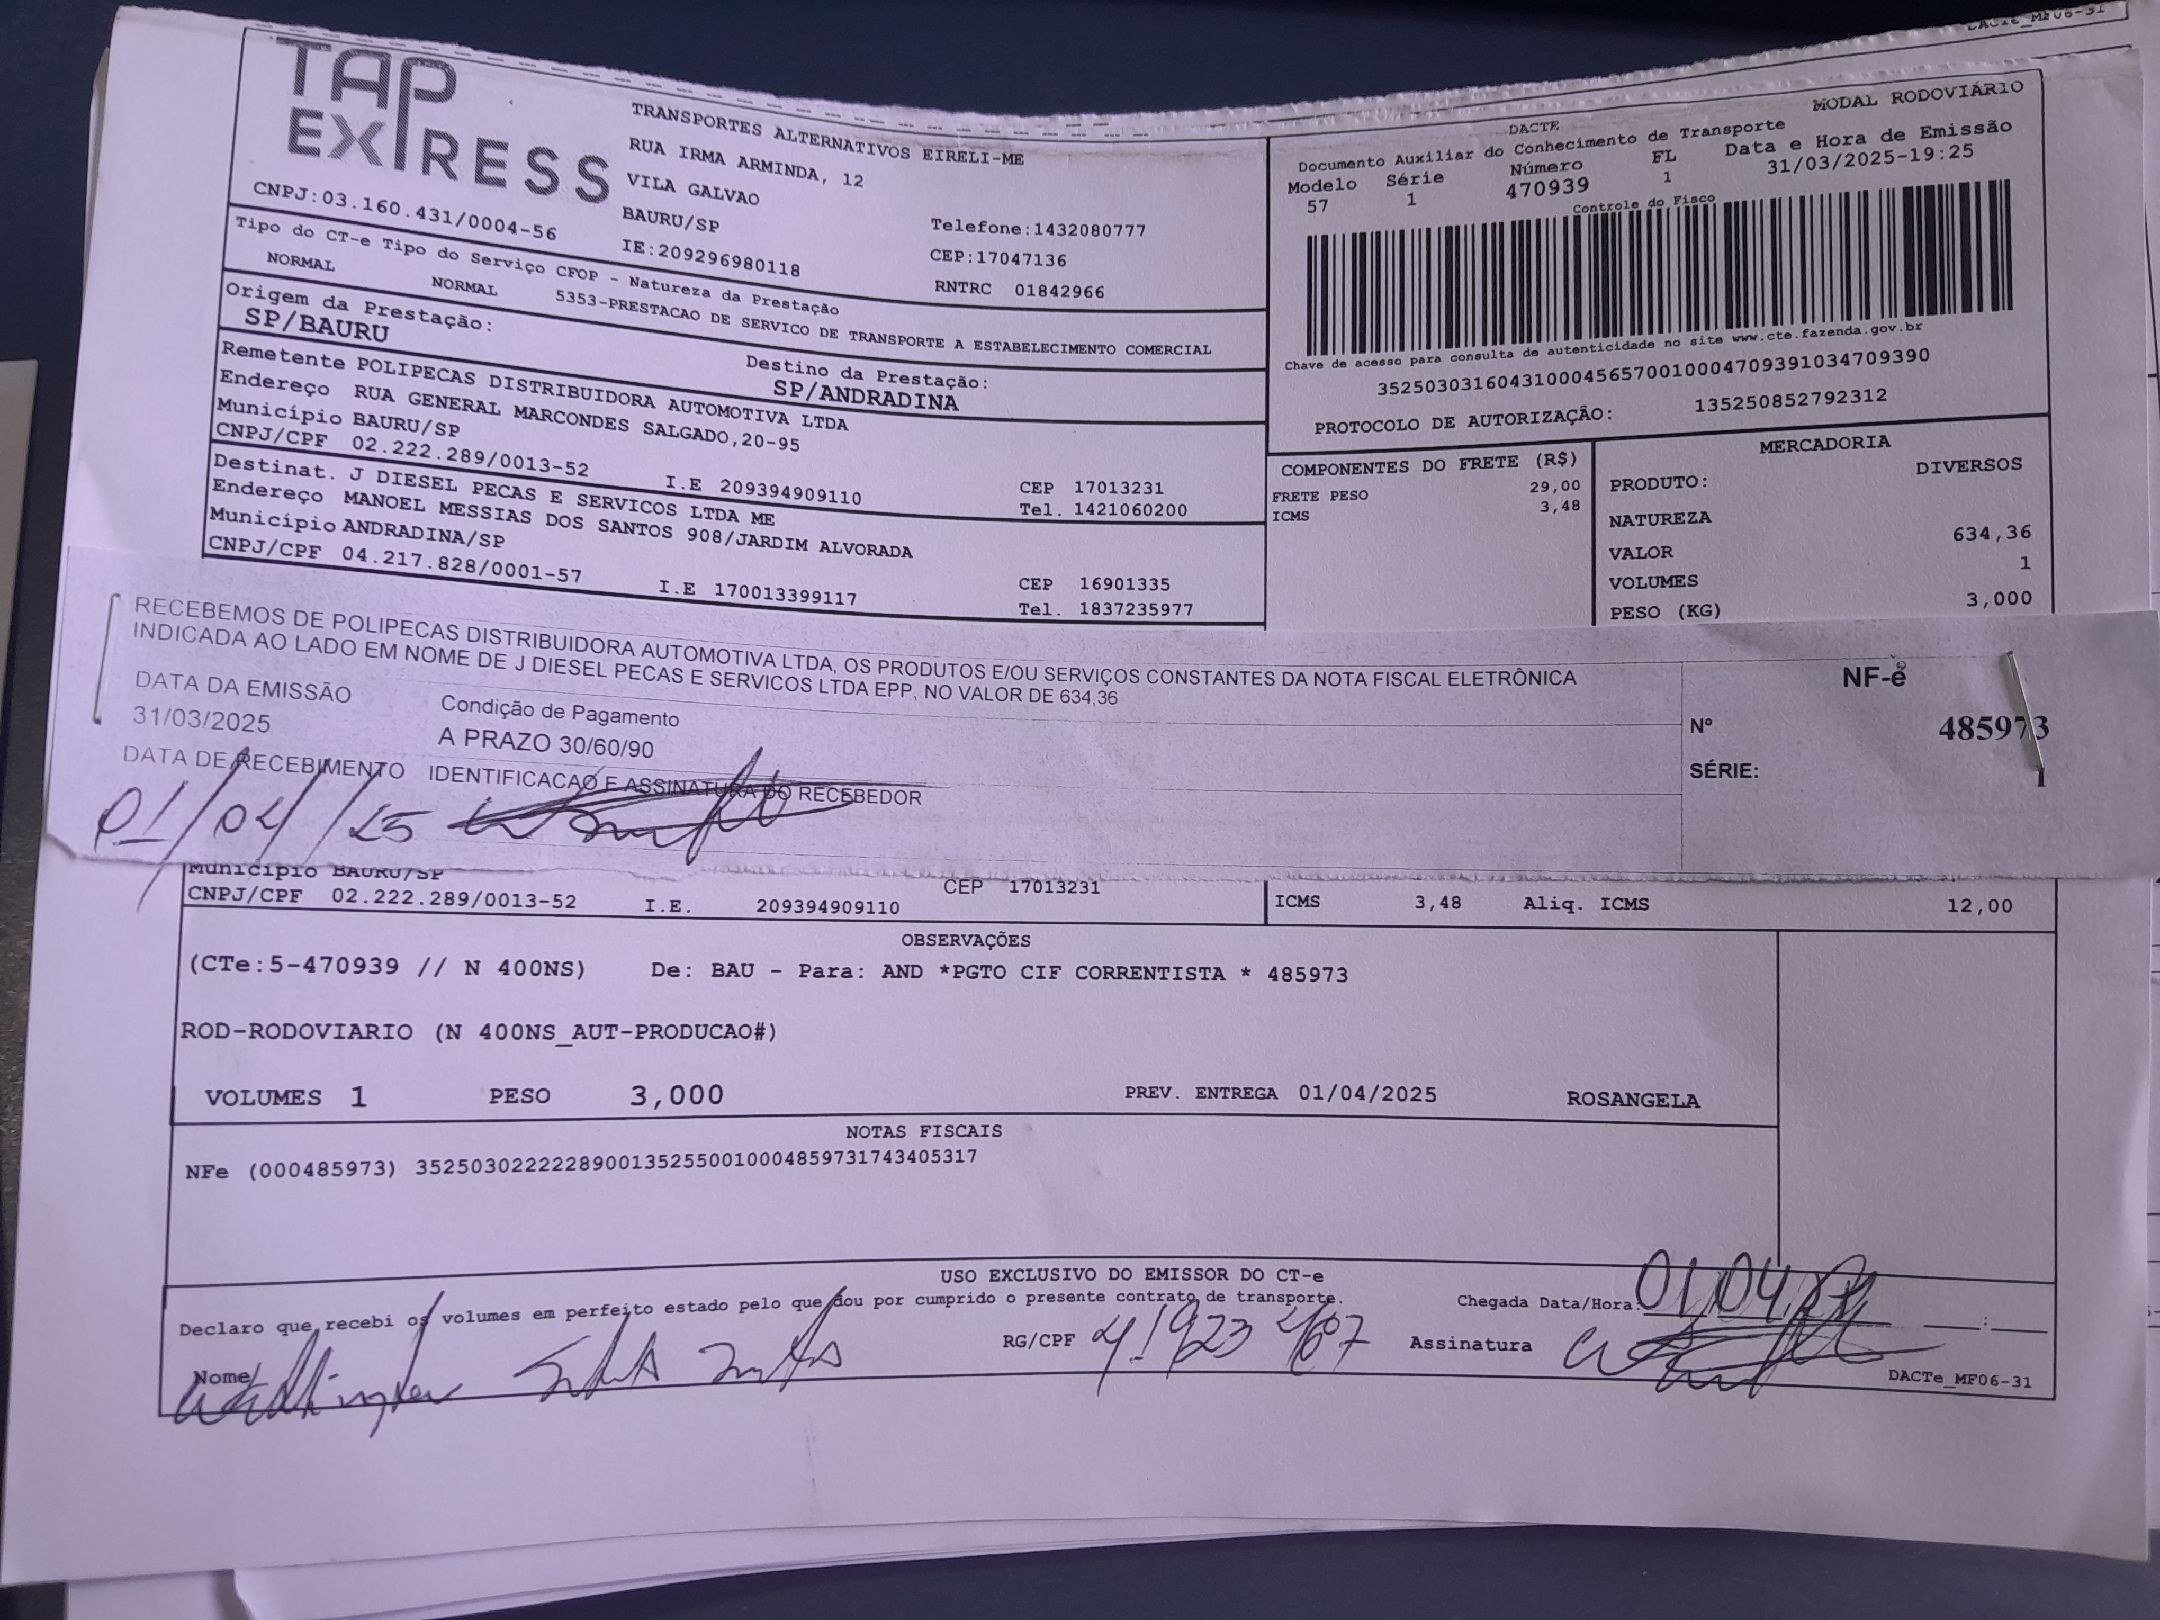 DACTe_MF06-31
TAP
EXPRESS
CNPJ:03.160.431/0004-56
TRANSPORTES ALTERNATIVOS EIRELI-ME
RUA IRMA ARMINDA, 12
VILA GALVAO
BAURU/SP
IE:209296980118
Telefone:1432080777
CEP:17047136
RNTRC 01842966
Tipo do CT-e Tipo do Serviço CFOP - Natureza da Prestação
NORMAL NORMAL 5353-PRESTACAO DE SERVICO DE TRANSPORTE A ESTABELECIMENTO COMERCIAL
Origem da Prestação:
SP/BAURU
Destino da Prestação:
SP/ANDRADINA
Remetente POLIPECAS DISTRIBUIDORA AUTOMOTIVA LTDA
Endereço RUA GENERAL MARCONDES SALGADO,20-95
Município BAURU/SP
CEP 17013231
CNPJ/CPF 02.222.289/0013-52 I.E 209394909110 Tel. 1421060200
Destinat. J DIESEL PECAS E SERVICOS LTDA ME
Endereço MANOEL MESSIAS DOS SANTOS 908/JARDIM ALVORADA
Município ANDRADINA/SP
CEP 16901335
CNPJ/CPF 04.217.828/0001-57 I.E 170013399117 Tel. 1837235977
DACTE MODAL RODOVIÁRIO
Documento Auxiliar do Conhecimento de Transporte
Modelo Série Número FL Data e Hora de Emissão
57 1 470939 1 31/03/2025-19:25
Controle do Fisco
Chave de acesso para consulta de autenticidade no site www.cte.fazenda.gov.br
35250303160431000456570010004709391034709390
PROTOCOLO DE AUTORIZAÇÃO: 135250852792312
COMPONENTES DO FRETE (R$)
FRETE PESO 29,00
ICMS 3,48
MERCADORIA
PRODUTO: DIVERSOS
NATUREZA
VALOR 634,36
VOLUMES 1
PESO (KG) 3,000
RECEBEMOS DE POLIPECAS DISTRIBUIDORA AUTOMOTIVA LTDA, OS PRODUTOS E/OU SERVIÇOS CONSTANTES DA NOTA FISCAL ELETRÔNICA
INDICADA AO LADO EM NOME DE J DIESEL PECAS E SERVICOS LTDA EPP, NO VALOR DE 634,36
DATA DA EMISSÃO Condição de Pagamento
31/03/2025 A PRAZO 30/60/90
DATA DE RECEBIMENTO IDENTIFICACAO E ASSINATURA DO RECEBEDOR
01/04/25
NF-e
Nº 485973
SÉRIE: 1
Município BAURU/SP CEP 17013231
CNPJ/CPF 02.222.289/0013-52 I.E. 209394909110
ICMS 3,48 Aliq. ICMS 12,00
OBSERVAÇÕES
(CTe:5-470939 // N 400NS) De: BAU - Para: AND *PGTO CIF CORRENTISTA * 485973
ROD-RODOVIARIO (N 400NS_AUT-PRODUCAO#)
VOLUMES 1 PESO 3,000 PREV. ENTREGA 01/04/2025 ROSANGELA
NOTAS FISCAIS
NFe (000485973) 35250302222289001352550010004859731743405317
USO EXCLUSIVO DO EMISSOR DO CT-e
Declaro que recebi os volumes em perfeito estado pelo que dou por cumprido o presente contrato de transporte.
Chegada Data/Hora: 01/04 __:__
Nome RG/CPF Assinatura
DACTe_MF06-31